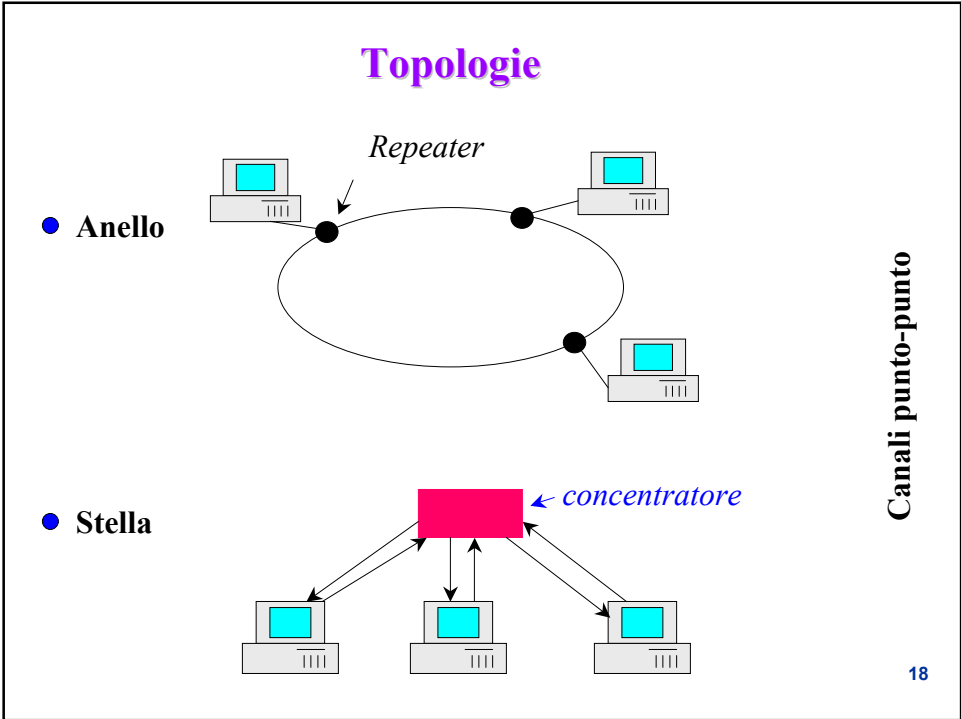 Topologie
Repeater
Anello
Canali punto-punto
concentratore
Stella
18